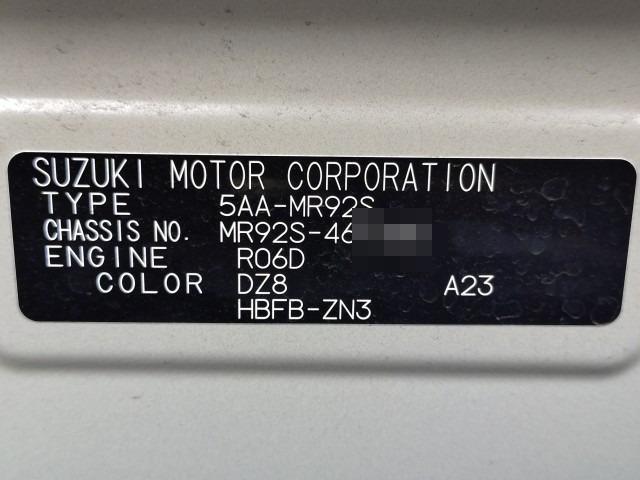 SUZUKI MOTOR CORPORATION
TYPE 5AA-MR92S
CHASSIS NO. MR92S-46
ENGINE R06D
COLOR DZ8 A23
HBFB-ZN3